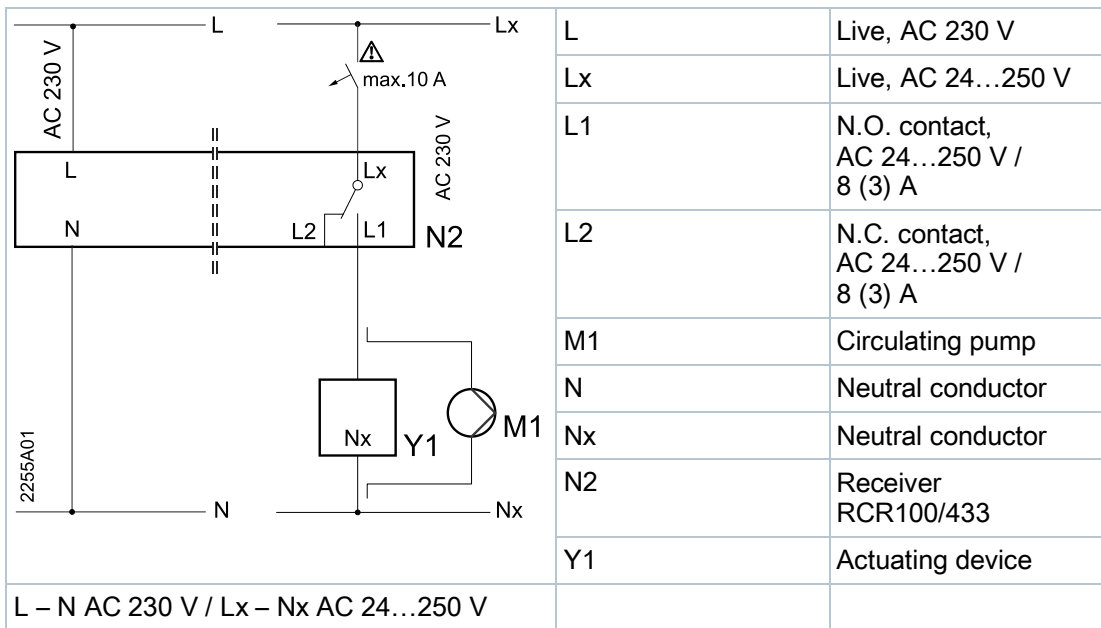 L
Lx
AC 230 V
max.10 A
AC 230 V
L
Lx
N
L2
L1
N2
Nx
Y1
M1
2255A01
N
Nx
L – N AC 230 V / Lx – Nx AC 24…250 V
L Live, AC 230 V
Lx Live, AC 24…250 V
L1 N.O. contact,
AC 24…250 V /
8 (3) A
L2 N.C. contact,
AC 24…250 V /
8 (3) A
M1 Circulating pump
N Neutral conductor
Nx Neutral conductor
N2 Receiver
RCR100/433
Y1 Actuating device